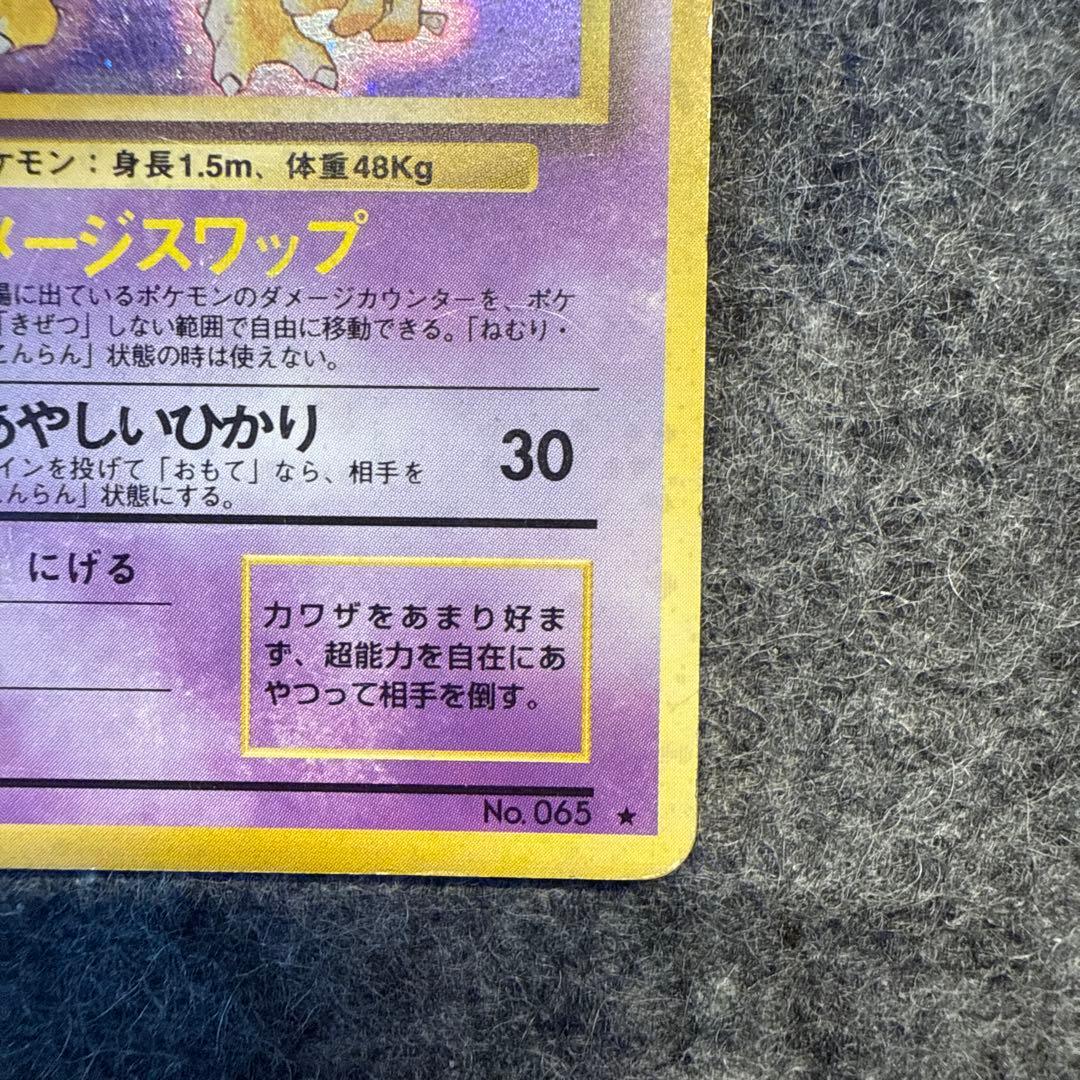 ケモン：身長1.5m、体重48Kg
メージスワップ
場に出ているポケモンのダメージカウンターを、ポケ
「きぜつ」しない範囲で自由に移動できる。「ねむり・
こんらん」状態の時は使えない。
あやしいひかり 30
インを投げて「おもて」なら、相手を
こんらん」状態にする。
にげる
力ワザをあまり好ま
ず、超能力を自在にあ
やつって相手を倒す。
No. 065 ★